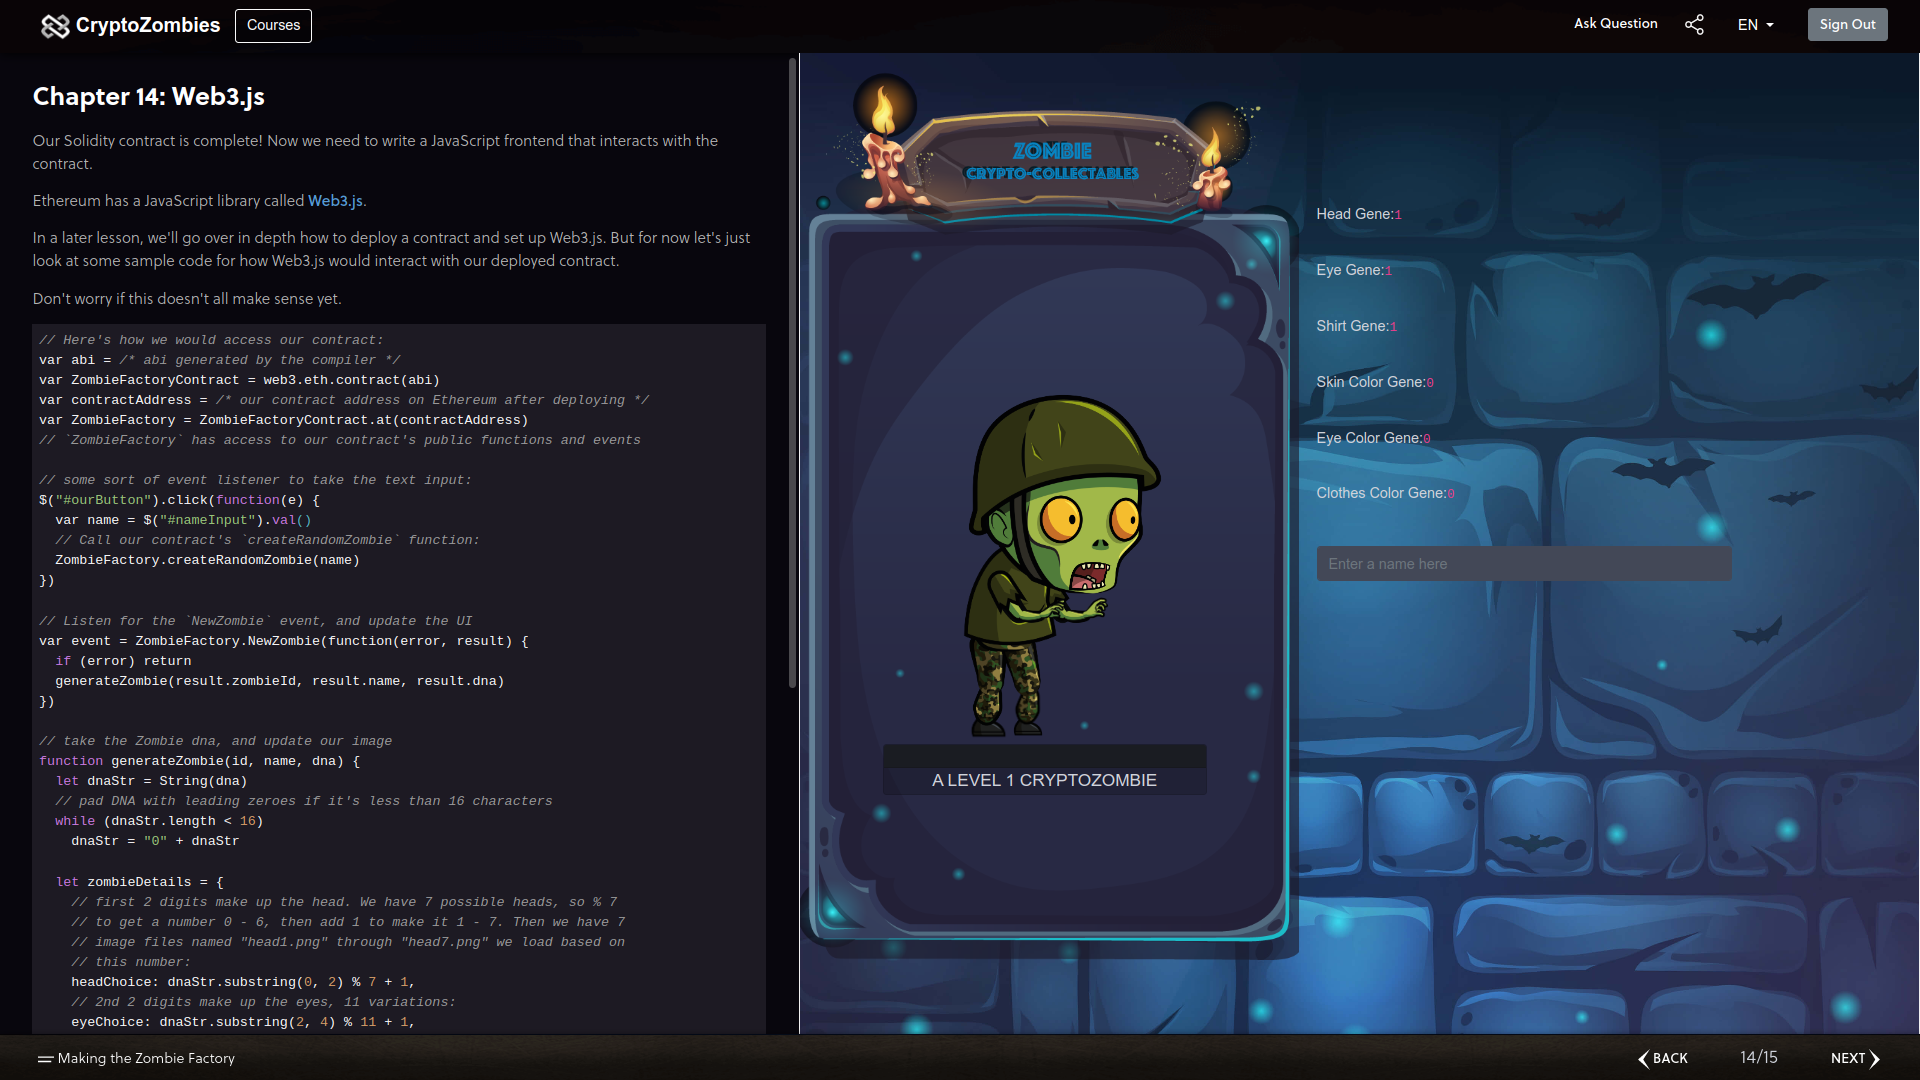 CryptoZombies
Courses
Ask Question
EN
Sign Out
Chapter 14: Web3.js
Our Solidity contract is complete! Now we need to write a JavaScript frontend that interacts with the
contract.
Ethereum has a JavaScript library called Web3.js.
In a later lesson, we'll go over in depth how to deploy a contract and set up Web3.js. But for now let's just
look at some sample code for how Web3.js would interact with our deployed contract.
Don't worry if this doesn't all make sense yet.
// Here's how we would access our contract:
var abi = /* abi generated by the compiler */
var ZombieFactoryContract = web3.eth.contract(abi)
var contractAddress = /* our contract address on Ethereum after deploying */
var ZombieFactory = ZombieFactoryContract.at(contractAddress)
// `ZombieFactory` has access to our contract's public functions and events
// some sort of event listener to take the text input:
$("#ourButton").click(function(e) {
  var name = $("#nameInput").val()
  // Call our contract's `createRandomZombie` function:
  ZombieFactory.createRandomZombie(name)
})
// Listen for the `NewZombie` event, and update the UI
var event = ZombieFactory.NewZombie(function(error, result) {
  if (error) return
  generateZombie(result.zombieId, result.name, result.dna)
})
// take the Zombie dna, and update our image
function generateZombie(id, name, dna) {
  let dnaStr = String(dna)
  // pad DNA with leading zeroes if it's less than 16 characters
  while (dnaStr.length < 16)
    dnaStr = "0" + dnaStr
  let zombieDetails = {
    // first 2 digits make up the head. We have 7 possible heads, so % 7
    // to get a number 0 - 6, then add 1 to make it 1 - 7. Then we have 7
    // image files named "head1.png" through "head7.png" we load based on
    // this number:
    headChoice: dnaStr.substring(0, 2) % 7 + 1,
    // 2nd 2 digits make up the eyes, 11 variations:
    eyeChoice: dnaStr.substring(2, 4) % 11 + 1,
ZOMBIE
CRYPTO-COLLECTABLES
A LEVEL 1 CRYPTOZOMBIE
Head Gene:1
Eye Gene:1
Shirt Gene:1
Skin Color Gene:0
Eye Color Gene:0
Clothes Color Gene:0
Enter a name here
Making the Zombie Factory
BACK
14/15
NEXT